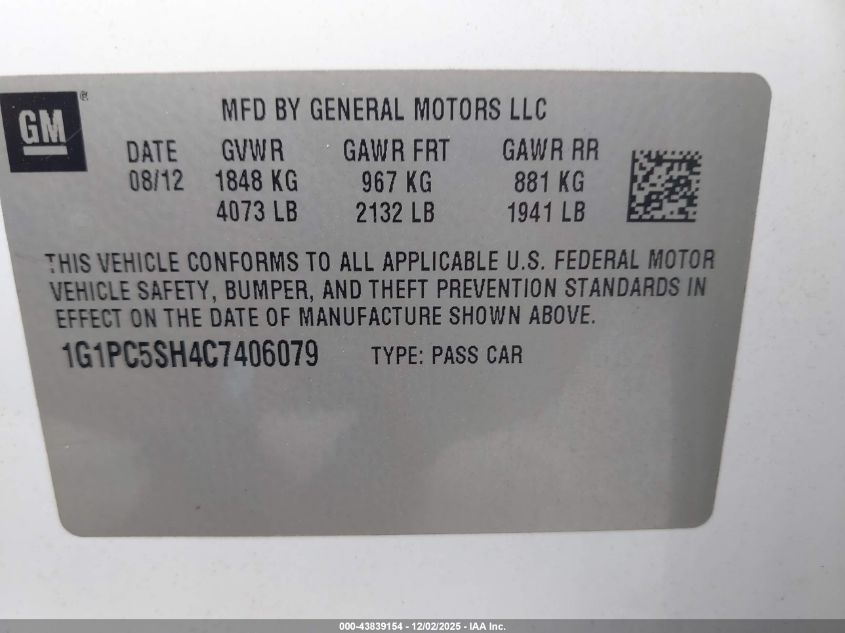 GM®
MFD BY GENERAL MOTORS LLC
DATE GVWR GAWR FRT GAWR RR
08/12 1848 KG 967 KG 881 KG
4073 LB 2132 LB 1941 LB
THIS VEHICLE CONFORMS TO ALL APPLICABLE U.S. FEDERAL MOTOR
VEHICLE SAFETY, BUMPER, AND THEFT PREVENTION STANDARDS IN
EFFECT ON THE DATE OF MANUFACTURE SHOWN ABOVE.
1G1PC5SH4C7406079 TYPE: PASS CAR
000-43839154 - 12/02/2025 - IAA Inc.